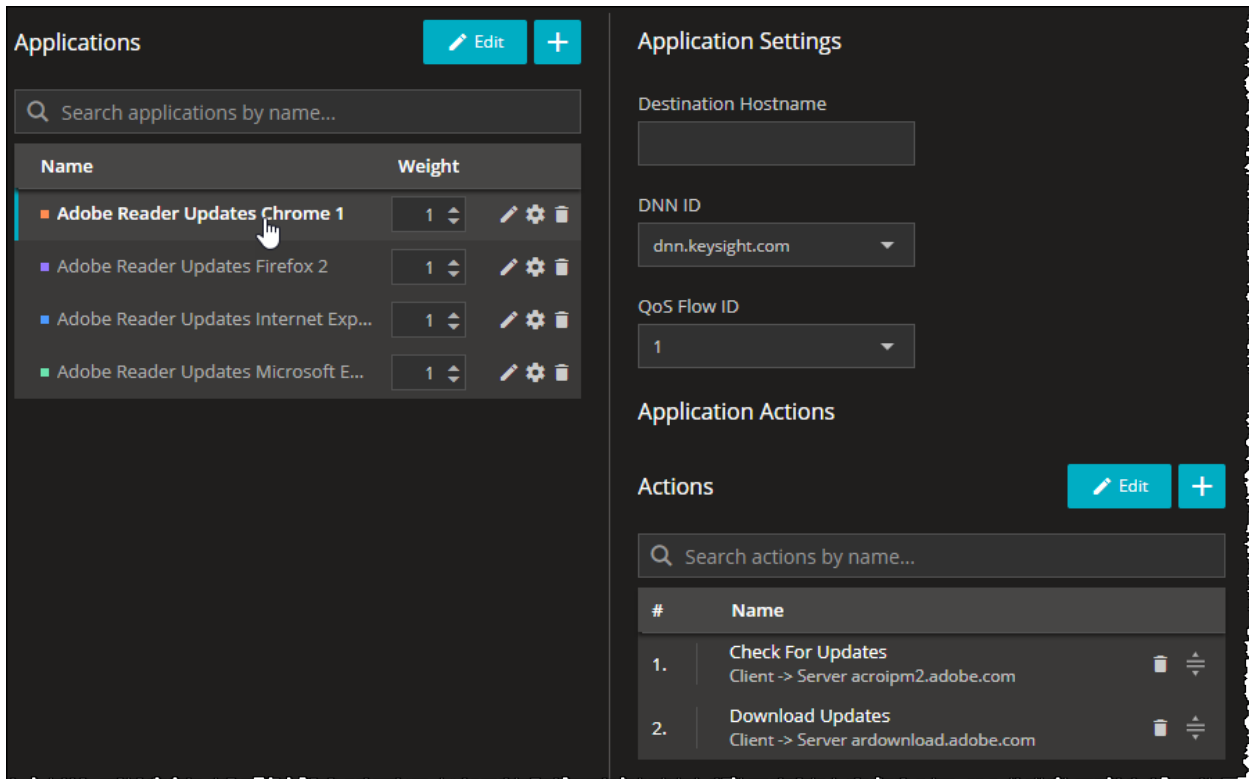 Applications
Edit
Search applications by name...
Name Weight
Adobe Reader Updates Chrome 1 1
Adobe Reader Updates Firefox 2 1
Adobe Reader Updates Internet Exp... 1
Adobe Reader Updates Microsoft E... 1
Application Settings
Destination Hostname
DNN ID
dnn.keysight.com
QoS Flow ID
1
Application Actions
Actions
Edit
Search actions by name...
# Name
1. Check For Updates
Client -> Server acroipm2.adobe.com
2. Download Updates
Client -> Server ardownload.adobe.com